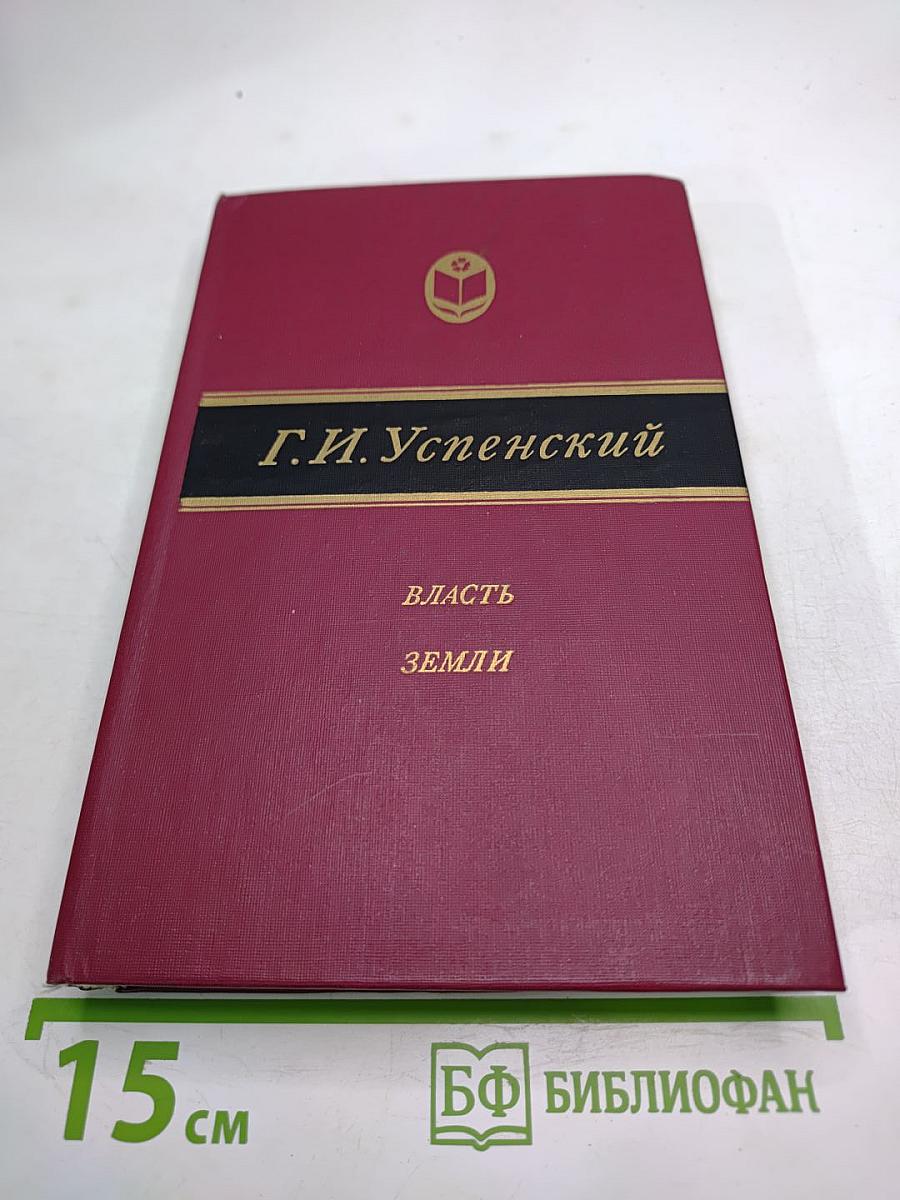 Г.И.Успенский
ВЛАСТЬ
ЗЕМЛИ
15 см
БФ БИБЛИОФАН